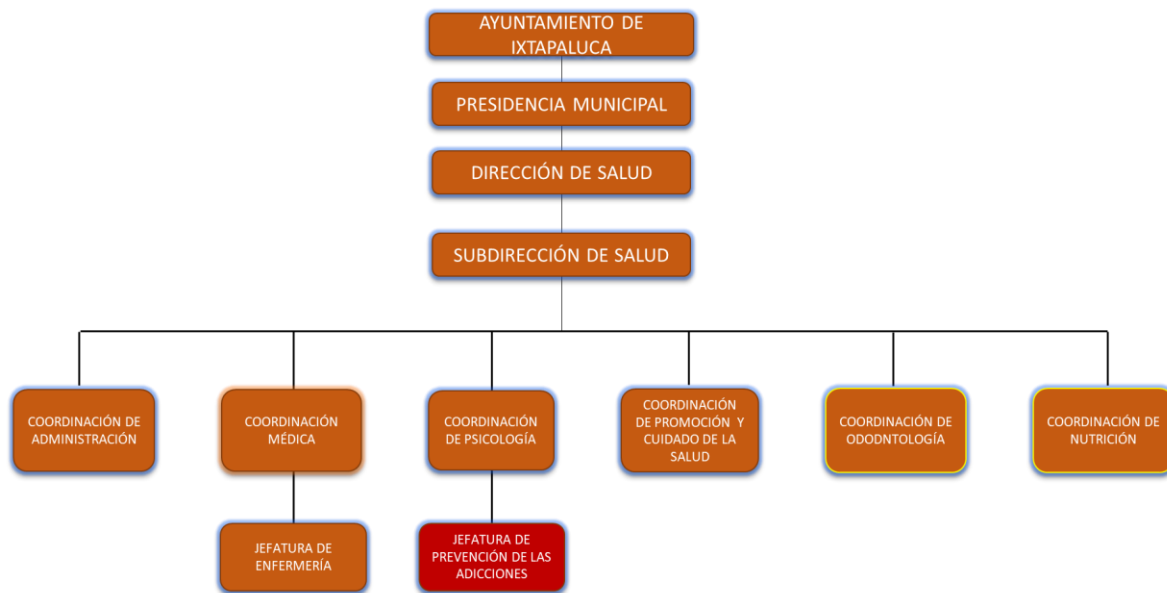 AYUNTAMIENTO DE
IXTAPALUCA
PRESIDENCIA MUNICIPAL
DIRECCIÓN DE SALUD
SUBDIRECCIÓN DE SALUD
COORDINACIÓN DE
ADMINISTRACIÓN
COORDINACIÓN
MÉDICA
COORDINACIÓN
DE PSICOLOGÍA
COORDINACIÓN
DE PROMOCIÓN Y
CUIDADO DE LA
SALUD
COORDINACIÓN DE
ODODNTOLOGÍA
COORDINACIÓN DE
NUTRICIÓN
JEFATURA DE
ENFERMERÍA
JEFATURA DE
PREVENCIÓN DE LAS
ADICCIONES